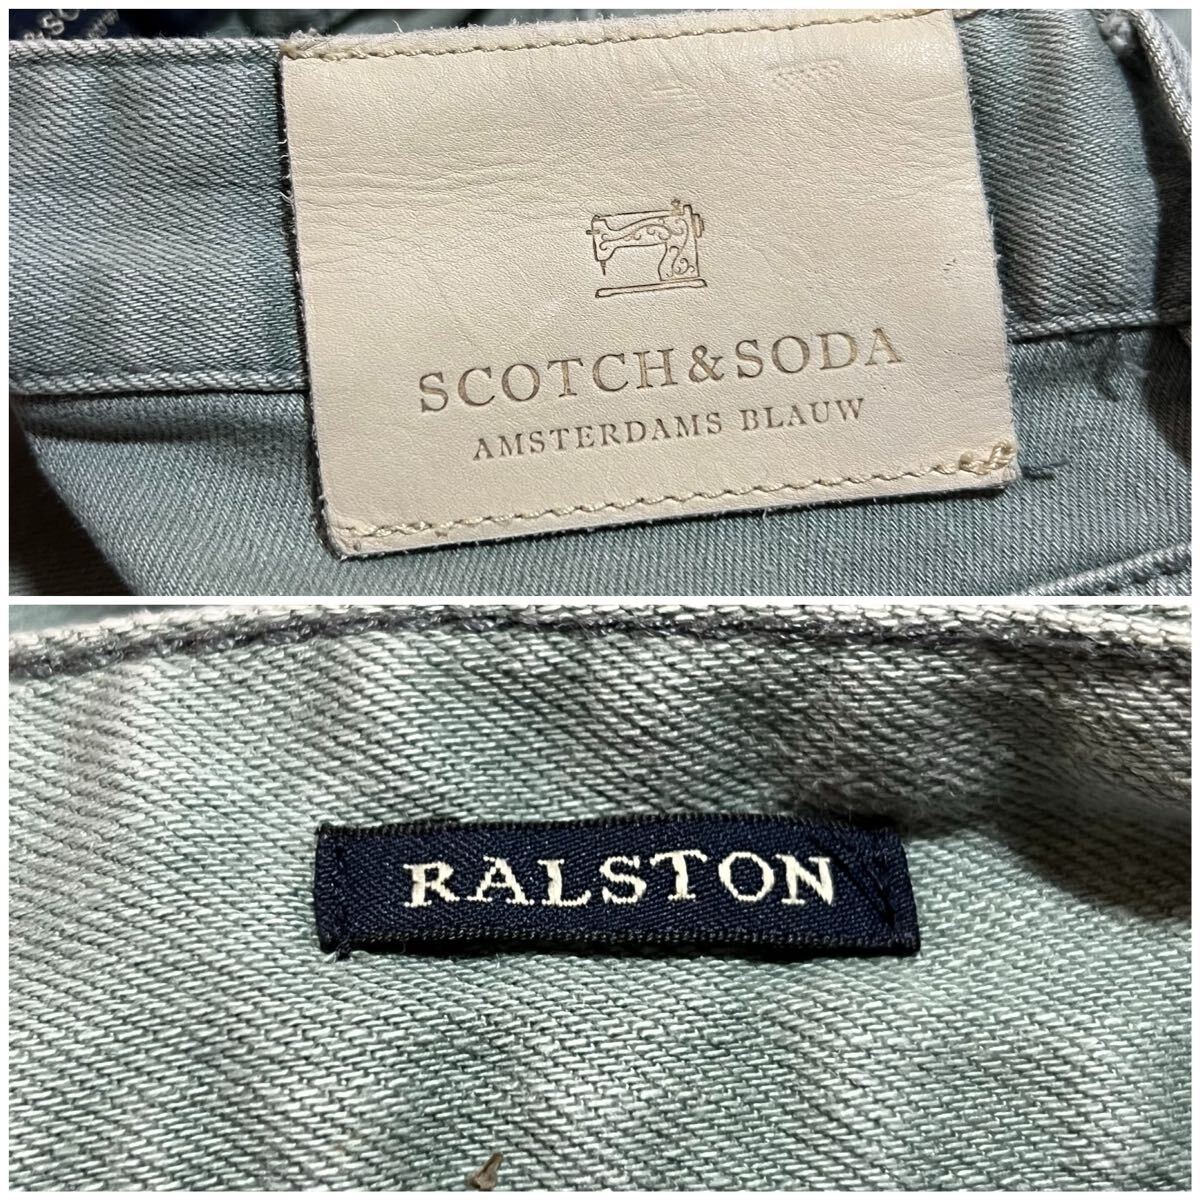 SCOTCH & SODA
AMSTERDAMS BLAUW
RALSTON